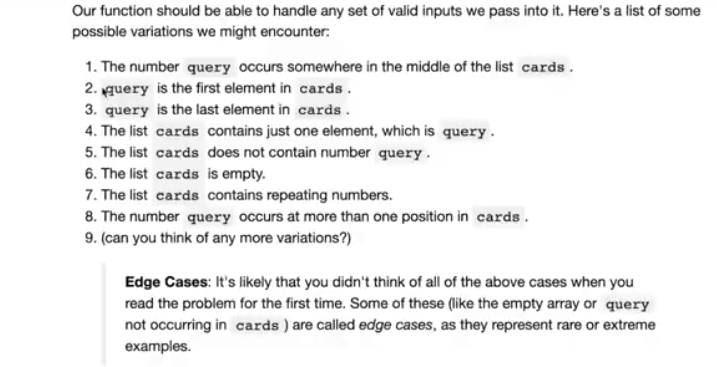 Our function should be able to handle any set of valid inputs we pass into it. Here's a list of some
possible variations we might encounter:
1. The number query occurs somewhere in the middle of the list cards.
2. query is the first element in cards.
3. query is the last element in cards.
4. The list cards contains just one element, which is query.
5. The list cards does not contain number query.
6. The list cards is empty.
7. The list cards contains repeating numbers.
8. The number query occurs at more than one position in cards.
9. (can you think of any more variations?)
Edge Cases: It's likely that you didn't think of all of the above cases when you
read the problem for the first time. Some of these (like the empty array or query
not occurring in cards ) are called edge cases, as they represent rare or extreme
examples.